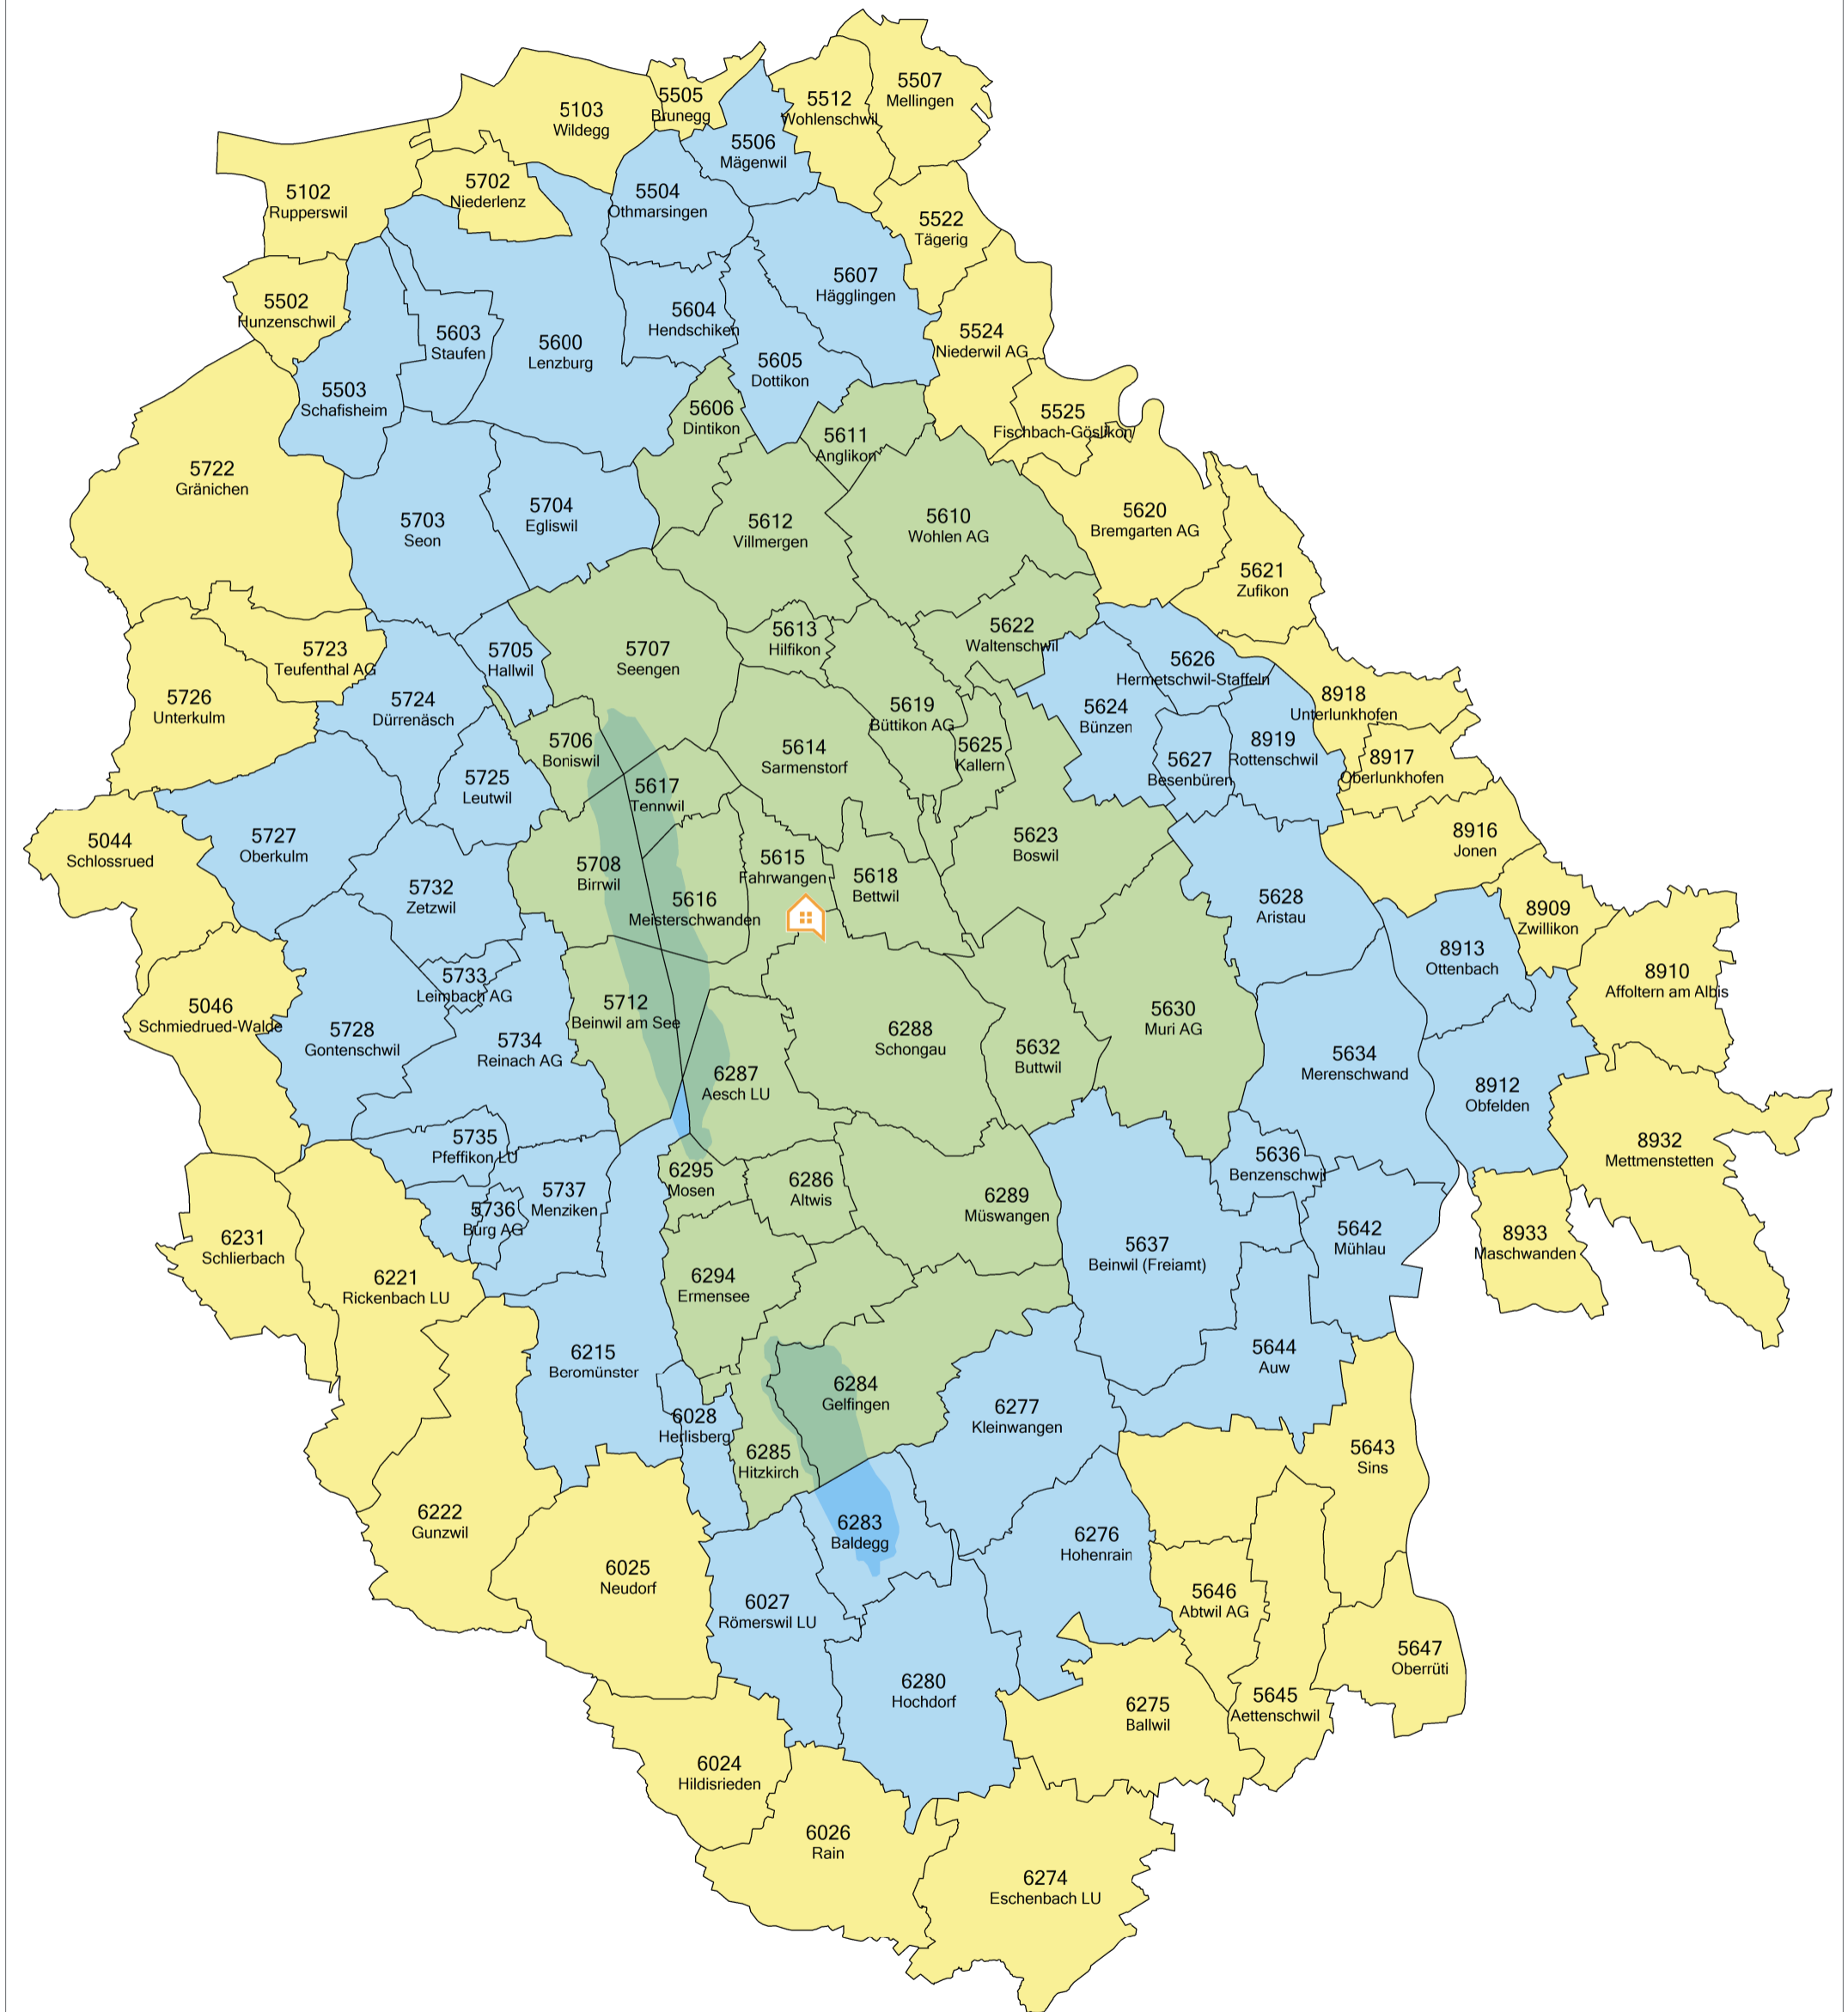 5507
Mellingen
5505
Brunegg
5512
Wohlenschwil
5103
Wildegg
5506
Mägenwil
5102
Rupperswil
5702
Niederlenz
5504
Othmarsingen
5522
Tägerig
5607
Hägglingen
5502
Hunzenschwil
5603
Staufen
5600
Lenzburg
5604
Hendschiken
5524
Niederwil AG
5605
Dottikon
5503
Schafisheim
5606
Dintikon
5611
Anglikon
5525
Fischbach-Göslikon
5722
Gränichen
5703
Seon
5704
Egliswil
5612
Villmergen
5610
Wohlen AG
5620
Bremgarten AG
5621
Zufikon
5723
Teufenthal AG
5705
Hallwil
5707
Seengen
5613
Hilfikon
5622
Waltenschwil
5626
Hermetschwil-Staffeln
5726
Unterkulm
5724
Dürrenäsch
5619
Büttikon AG
5624
Bünzen
8918
Unterlunkhofen
5706
Boniswil
5614
Sarmenstorf
5625
Kallern
5627
Besenbüren
8919
Rottenschwil
8917
Oberlunkhofen
5725
Leutwil
5617
Tennwil
5044
Schlossrued
5727
Oberkulm
5623
Boswil
8916
Jonen
5732
Zetzwil
5708
Birrwil
5615
Fahrwangen
5618
Bettwil
5616
Meisterschwanden
5628
Aristau
8909
Zwillikon
5733
Leimbach AG
8913
Ottenbach
8910
Affoltern am Albis
5046
Schmiedrued-Walde
5728
Gontenschwil
5734
Reinach AG
5712
Beinwil am See
6288
Schongau
5630
Muri AG
5632
Buttwil
5634
Merenschwand
6287
Aesch LU
8912
Obfelden
5735
Pfeffikon LU
6295
Mosen
6286
Altwis
5636
Benzenschwil
8932
Mettmenstetten
5736
Burg AG
5737
Menziken
6289
Müswangen
6231
Schlierbach
6221
Rickenbach LU
6294
Ermensee
5637
Beinwil (Freiamt)
5642
Mühlau
8933
Maschwanden
6215
Beromünster
5644
Auw
6284
Gelfingen
6028
Herlisberg
6277
Kleinwangen
6285
Hitzkirch
5643
Sins
6222
Gunzwil
6283
Baldegg
6276
Hohenrain
6025
Neudorf
6027
Römerswil LU
5646
Abtwil AG
5647
Oberrüti
6280
Hochdorf
6275
Ballwil
5645
Aettenschwil
6024
Hildisrieden
6026
Rain
6274
Eschenbach LU